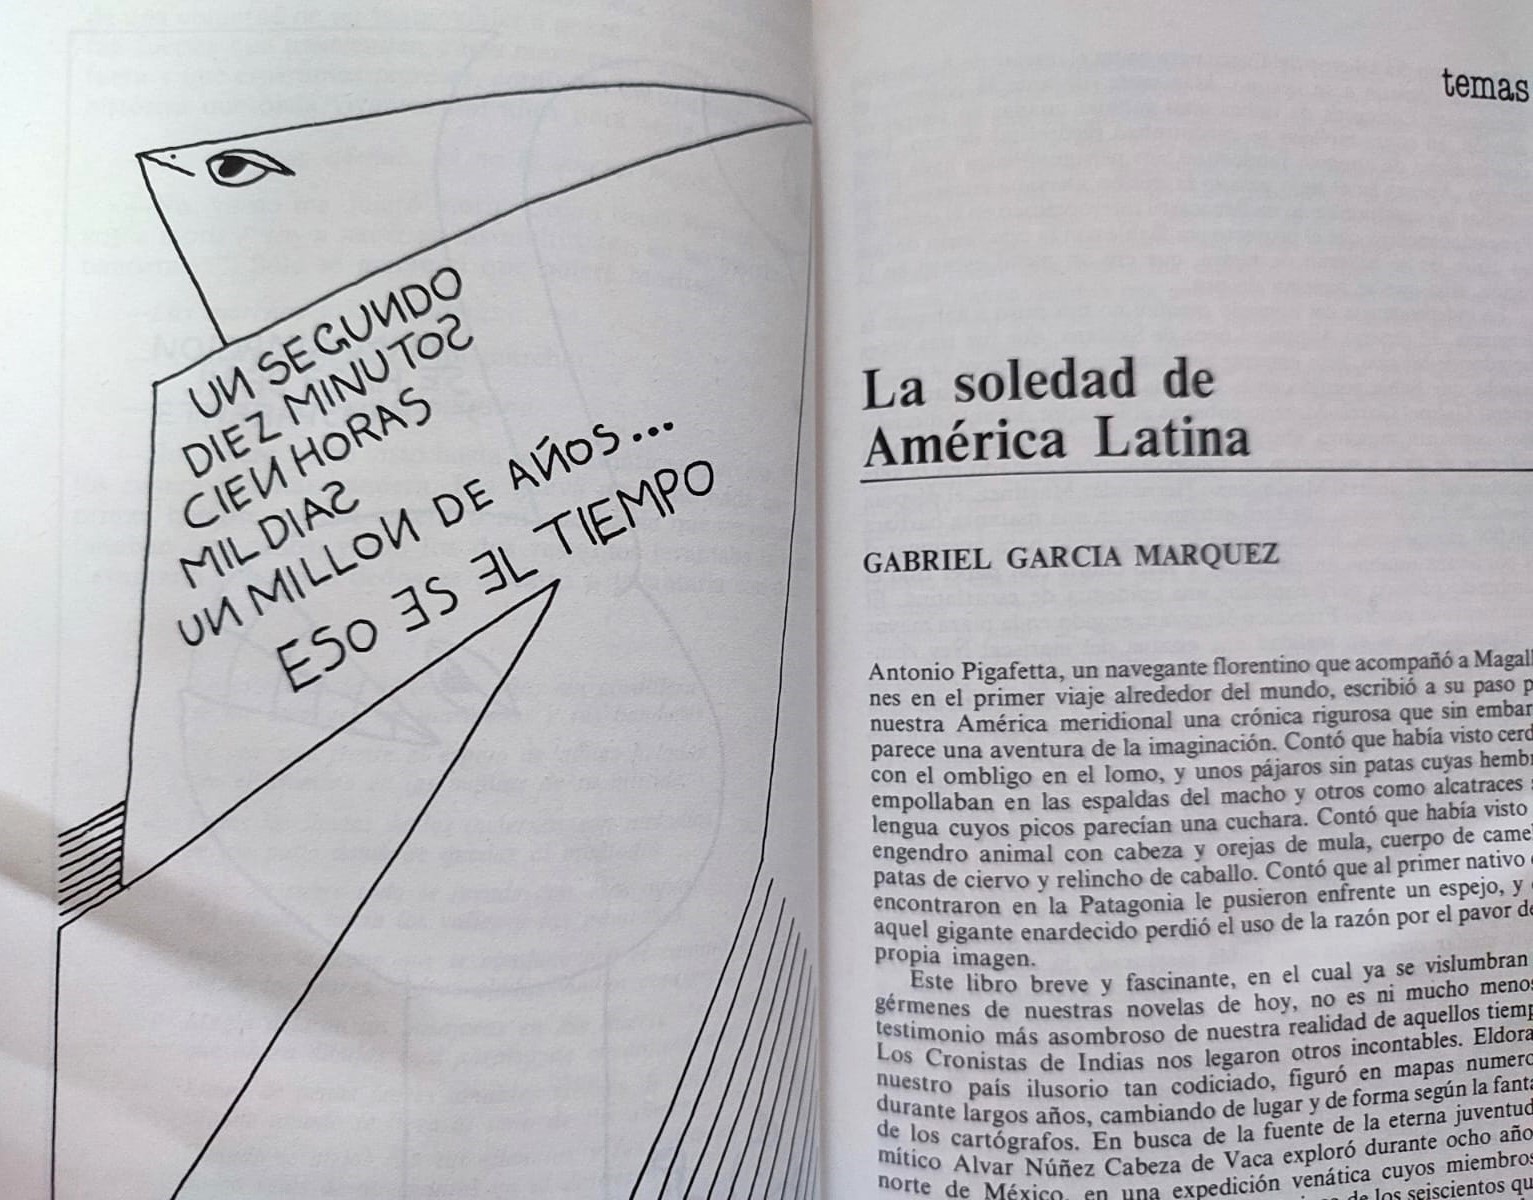 UN SEGUNDO
DIEZ MINUTOS
CIEN HORAS
MIL DIAS
UN MILLON DE AÑOS...
ESO ES EL TIEMPO
temas
La soledad de
América Latina
GABRIEL GARCIA MARQUEZ
Antonio Pigafetta, un navegante florentino que acompañó a Magall
nes en el primer viaje alrededor del mundo, escribió a su paso p
nuestra América meridional una crónica rigurosa que sin embar
parece una aventura de la imaginación. Contó que había visto cerd
con el ombligo en el lomo, y unos pájaros sin patas cuyas hembr
empollaban en las espaldas del macho y otros como alcatraces
lengua cuyos picos parecían una cuchara. Contó que había visto
engendro animal con cabeza y orejas de mula, cuerpo de camel
patas de ciervo y relincho de caballo. Contó que al primer nativo
encontraron en la Patagonia le pusieron enfrente un espejo, y
aquel gigante enardecido perdió el uso de la razón por el pavor de
propia imagen.
Este libro breve y fascinante, en el cual ya se vislumbran
gérmenes de nuestras novelas de hoy, no es ni mucho menos
testimonio más asombroso de nuestra realidad de aquellos tiemp
Los Cronistas de Indias nos legaron otros incontables. Eldora
nuestro país ilusorio tan codiciado, figuró en mapas numero
durante largos años, cambiando de lugar y de forma según la fanta
de los cartógrafos. En busca de la fuente de la eterna juventud
mítico Alvar Núñez Cabeza de Vaca exploró durante ocho año
norte de México, en una expedición venática cuyos miembros
de los seiscientos qu